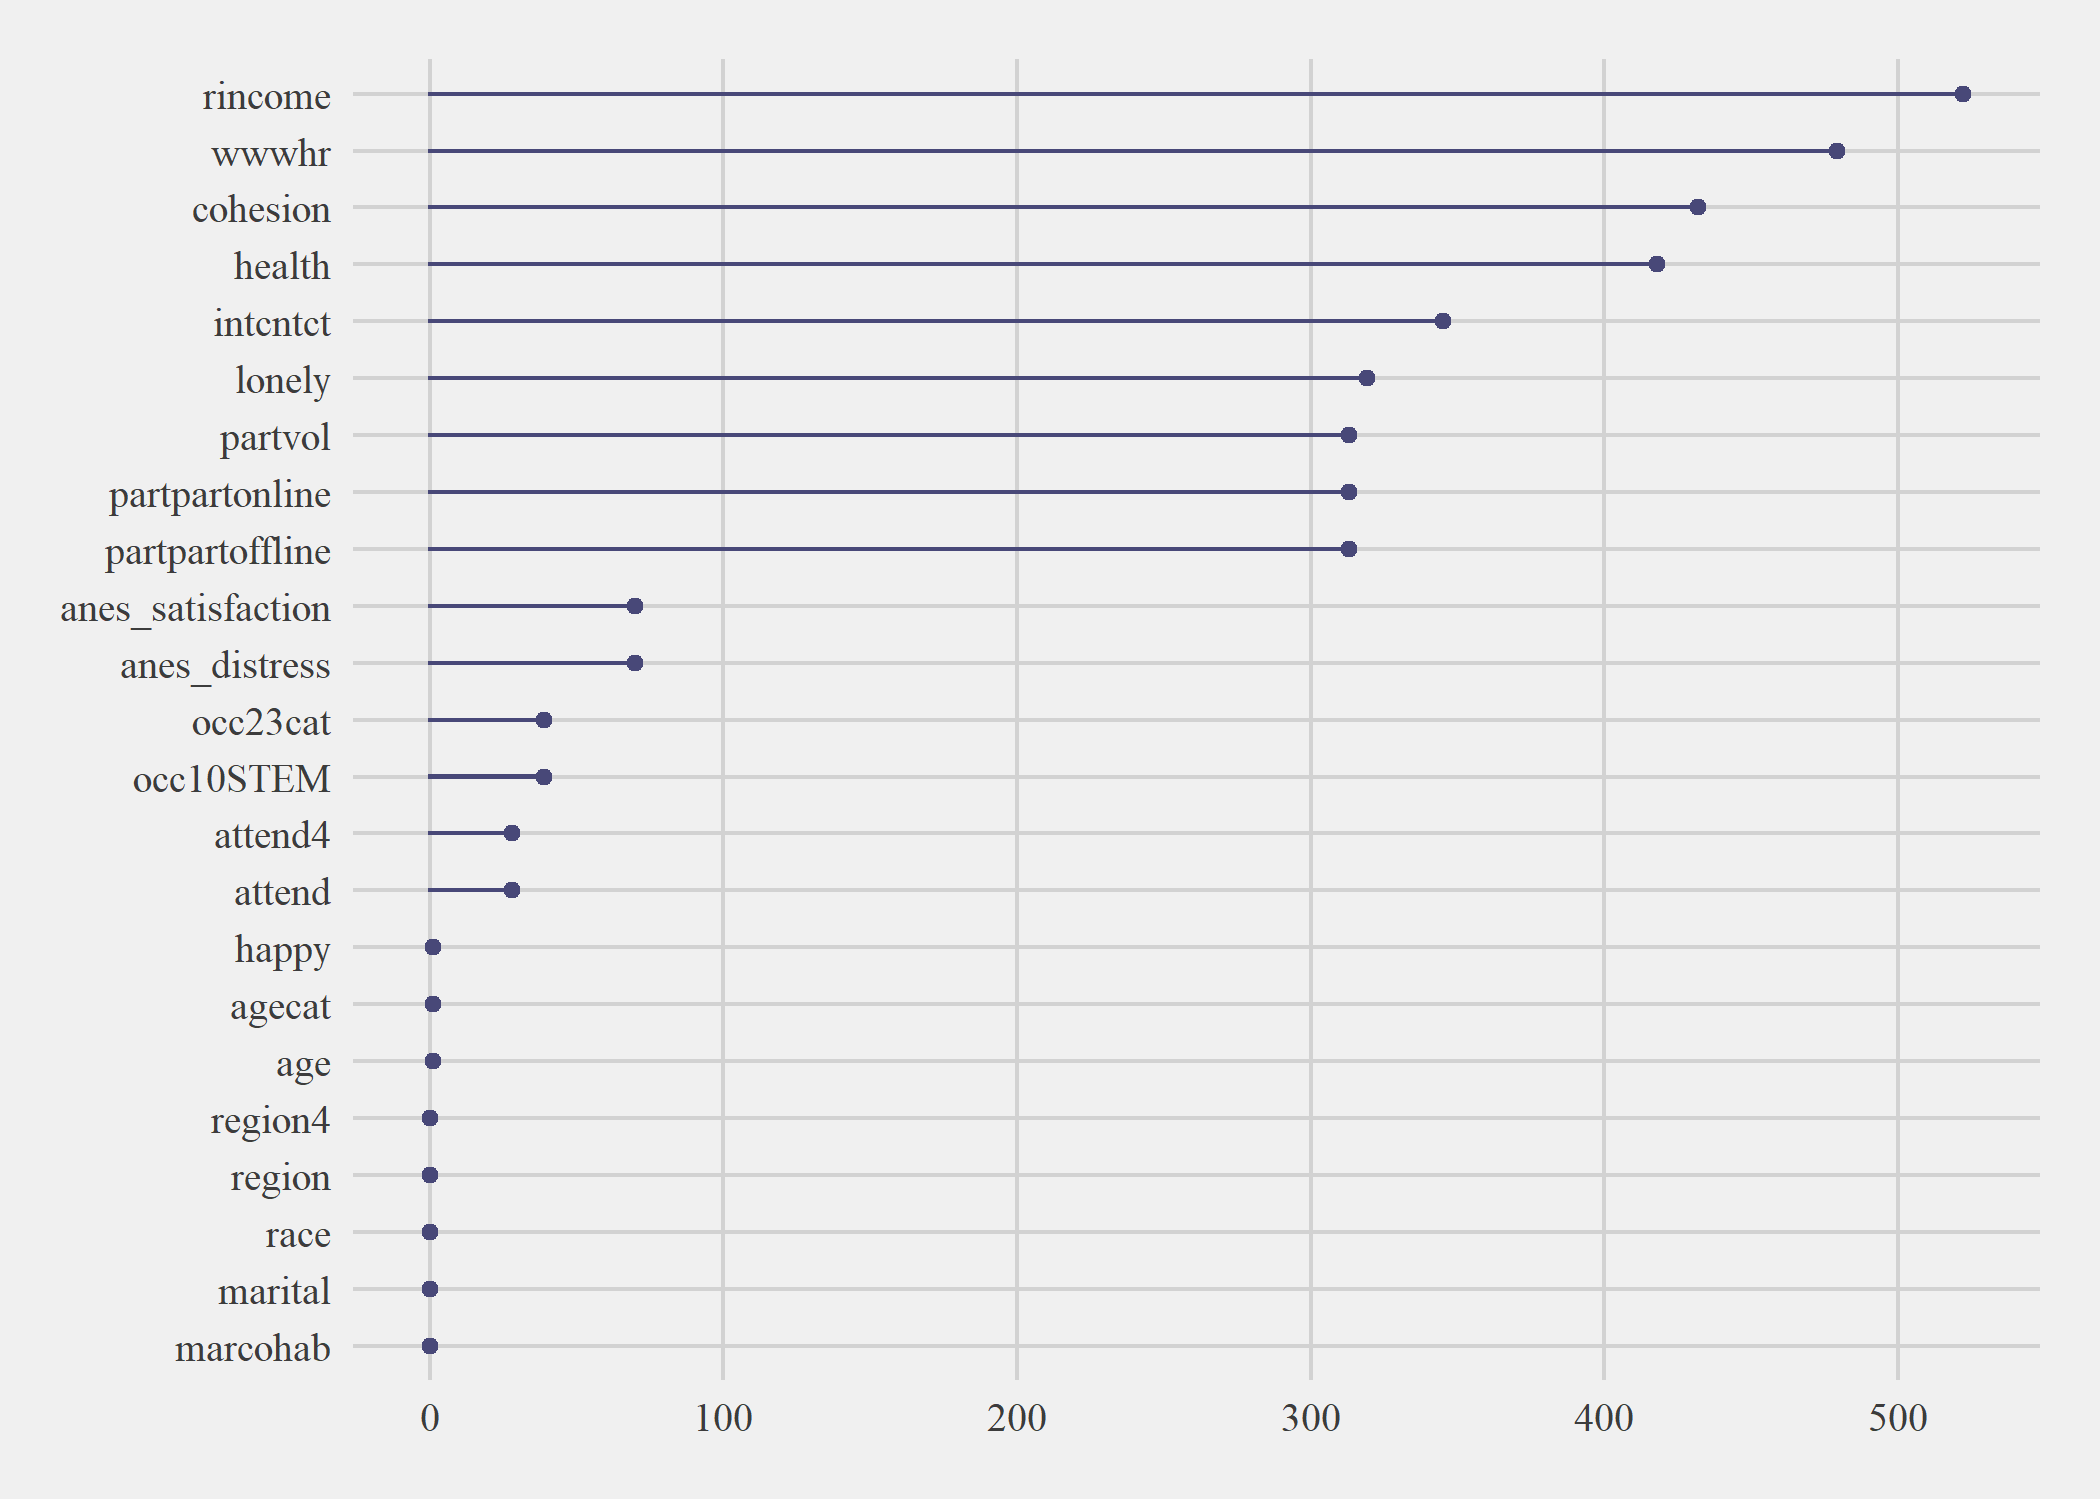 rincome
wwwhr
cohesion
health
intcntct
lonely
partvol
partpartonline
partpartoffline
anes_satisfaction
anes_distress
occ23cat
occ10STEM
attend4
attend
happy
agecat
age
region4
region
race
marital
marcohab
0 100 200 300 400 500